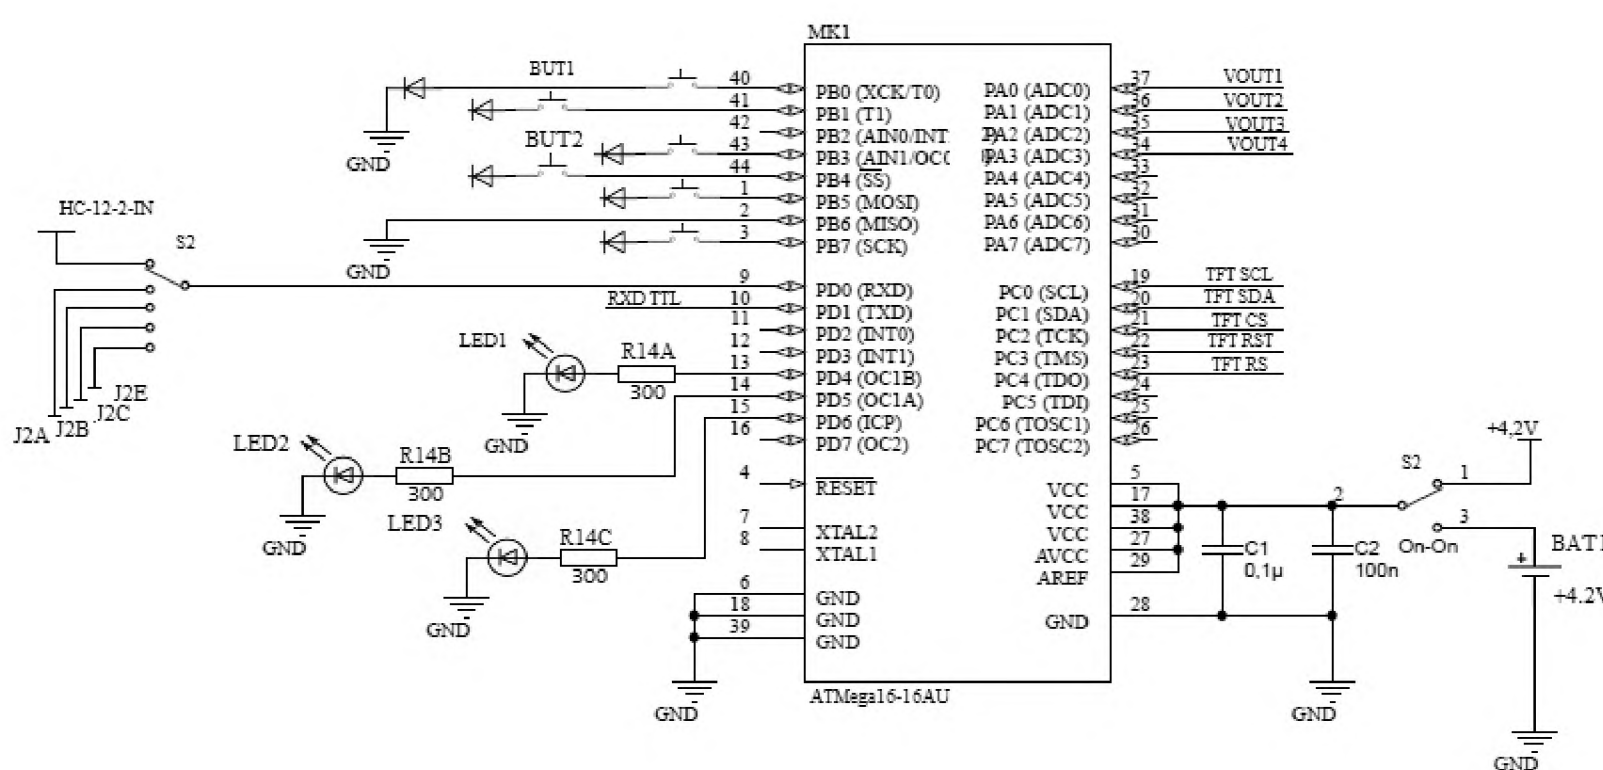 MK1
BUT1
40
PB0 (XCK/T0)
PA0 (ADC0)
37
VOUT1
41
PB1 (T1)
PA1 (ADC1)
36
VOUT2
42
PB2 (AIN0/INT
PA2 (ADC2)
35
VOUT3
BUT2
43
PB3 (AIN1/OC
PA3 (ADC3)
34
VOUT4
GND
44
PB4 (SS)
PA4 (ADC4)
33
1
PB5 (MOSI)
PA5 (ADC5)
32
HC-12-2-IN
2
PB6 (MISO)
PA6 (ADC6)
31
S2
3
PB7 (SCK)
PA7 (ADC7)
30
GND
9
PD0 (RXD)
PC0 (SCL)
19
TFT SCL
RXD TTL
10
PD1 (TXD)
PC1 (SDA)
20
TFT SDA
11
PD2 (INT0)
PC2 (TCK)
21
TFT CS
LED1
R14A
300
12
PD3 (INT1)
PC3 (TMS)
22
TFT RST
13
PD4 (OC1B)
PC4 (TDO)
23
TFT RS
14
PD5 (OC1A)
PC5 (TDI)
24
J2E
J2C
J2B
J2A
15
PD6 (ICP)
PC6 (TOSC1)
25
16
PD7 (OC2)
PC7 (TOSC2)
26
GND
+4,2V
LED2
R14B
300
4
RESET
VCC
5
S2
1
GND
VCC
17
2
LED3
R14C
300
7
XTAL2
VCC
38
3
8
XTAL1
AVCC
27
C1
0,1µ
C2
100n
On-On
BAT1
+4.2V
AREF
29
6
GND
18
GND
GND
28
39
GND
GND
GND
ATMega16-16AU
GND
GND